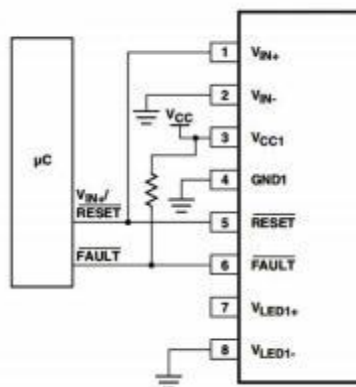 µC
V_IN+/
RESET
FAULT
V_CC
1 V_IN+
2 V_IN-
3 V_CC1
4 GND1
5 RESET
6 FAULT
7 V_LED1+
8 V_LED1-